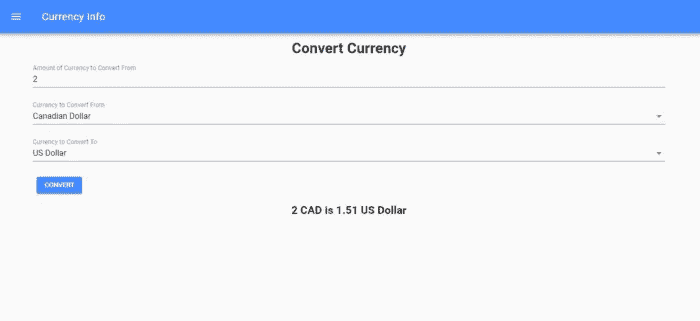 Currency Info
Convert Currency
Amount of Currency to Convert From
2
Currency to Convert From
Canadian Dollar
Currency to Convert To
US Dollar
CONVERT
2 CAD is 1.51 US Dollar